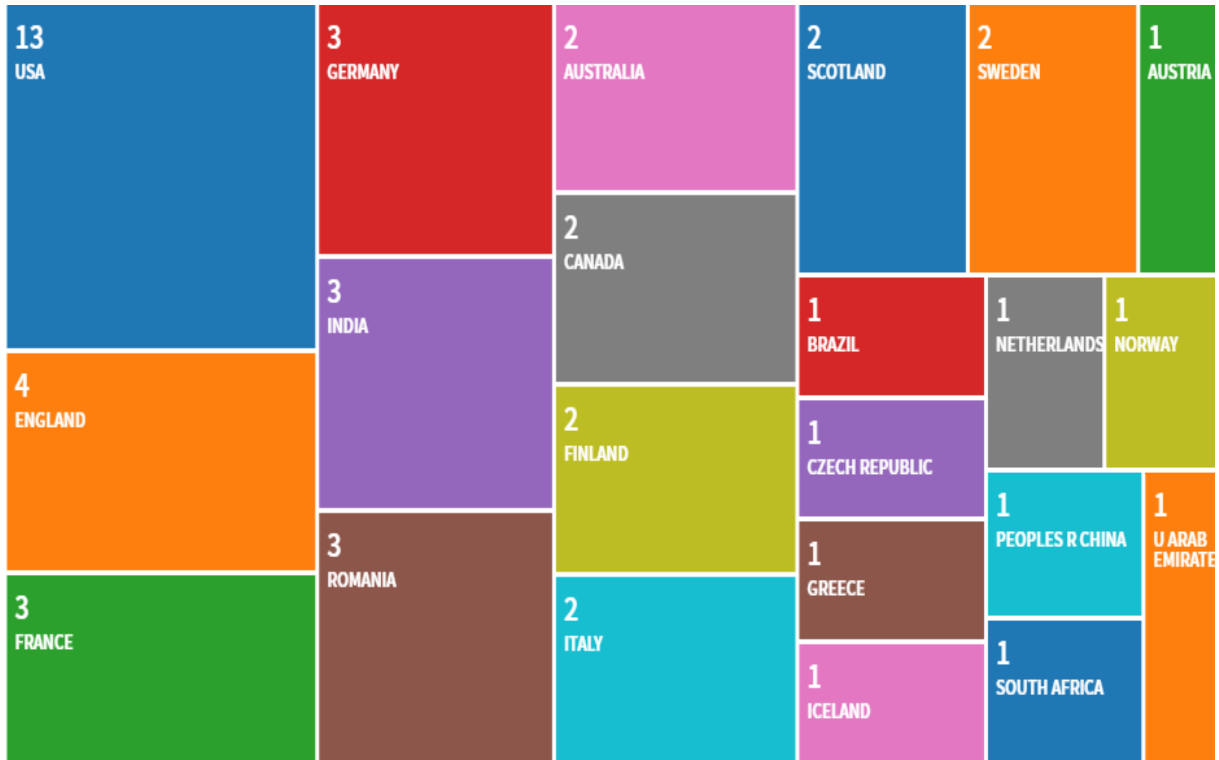 13
USA
4
ENGLAND
3
FRANCE
3
GERMANY
3
INDIA
3
ROMANIA
2
AUSTRALIA
2
CANADA
2
FINLAND
2
ITALY
2
SCOTLAND
2
SWEDEN
1
AUSTRIA
1
BRAZIL
1
CZECH REPUBLIC
1
GREECE
1
ICELAND
1
NETHERLANDS
1
NORWAY
1
PEOPLES R CHINA
1
SOUTH AFRICA
1
U ARAB
EMIRATE